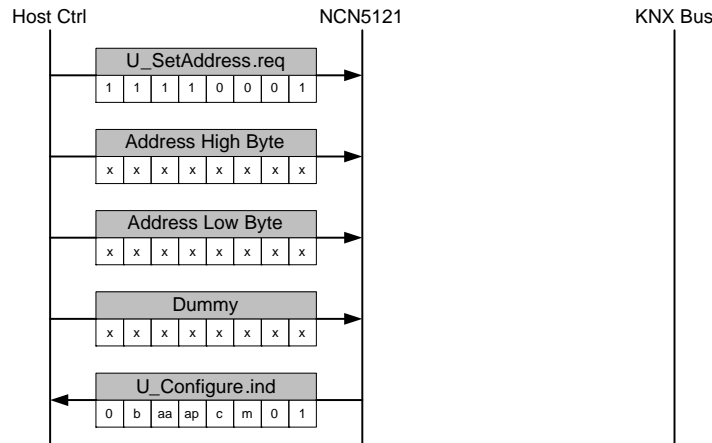 Host Ctrl NCN5121 KNX Bus
U_SetAddress.req
1 1 1 1 0 0 0 1
Address High Byte
x x x x x x x x
Address Low Byte
x x x x x x x x
Dummy
x x x x x x x x
U_Configure.ind
0 b aa ap c m 0 1